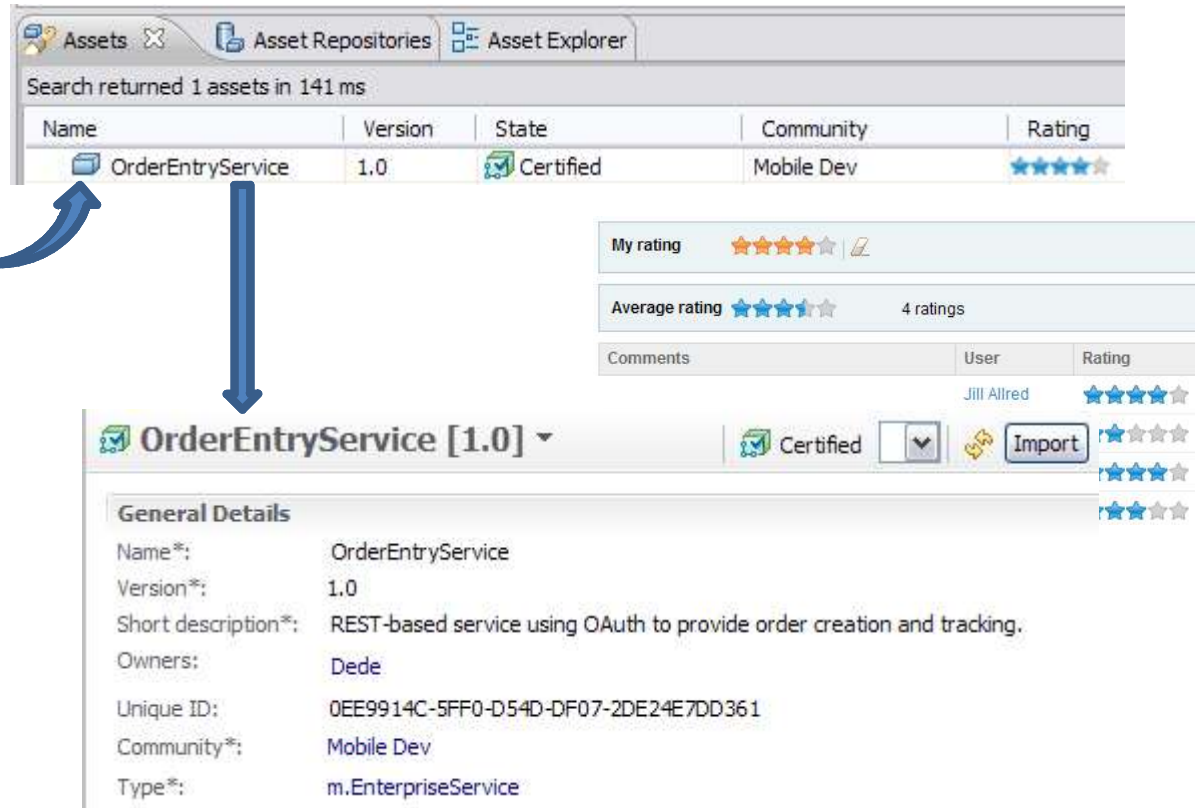 Assets Asset Repositories Asset Explorer
Search returned 1 assets in 141 ms
Name Version State Community Rating
OrderEntryService 1.0 Certified Mobile Dev
My rating
Average rating 4 ratings
Comments User Rating
Jill Allred
OrderEntryService [1.0] Certified Import
General Details
Name*: OrderEntryService
Version*: 1.0
Short description*: REST-based service using OAuth to provide order creation and tracking.
Owners: Dede
Unique ID: 0EE9914C-5FF0-D54D-DF07-2DE24E7DD361
Community*: Mobile Dev
Type*: m.EnterpriseService